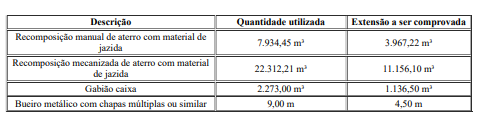 Descrição Quantidade utilizada Extensão a ser comprovada
Recomposição manual de aterro com material de
jazida
7.934,45 m³ 3.967,22 m³
Recomposição mecanizada de aterro com material
de jazida
22.312,21 m³ 11.156,10 m³
Gabião caixa 2.273,00 m³ 1.136,50 m³
Bueiro metálico com chapas múltiplas ou similar 9,00 m 4,50 m